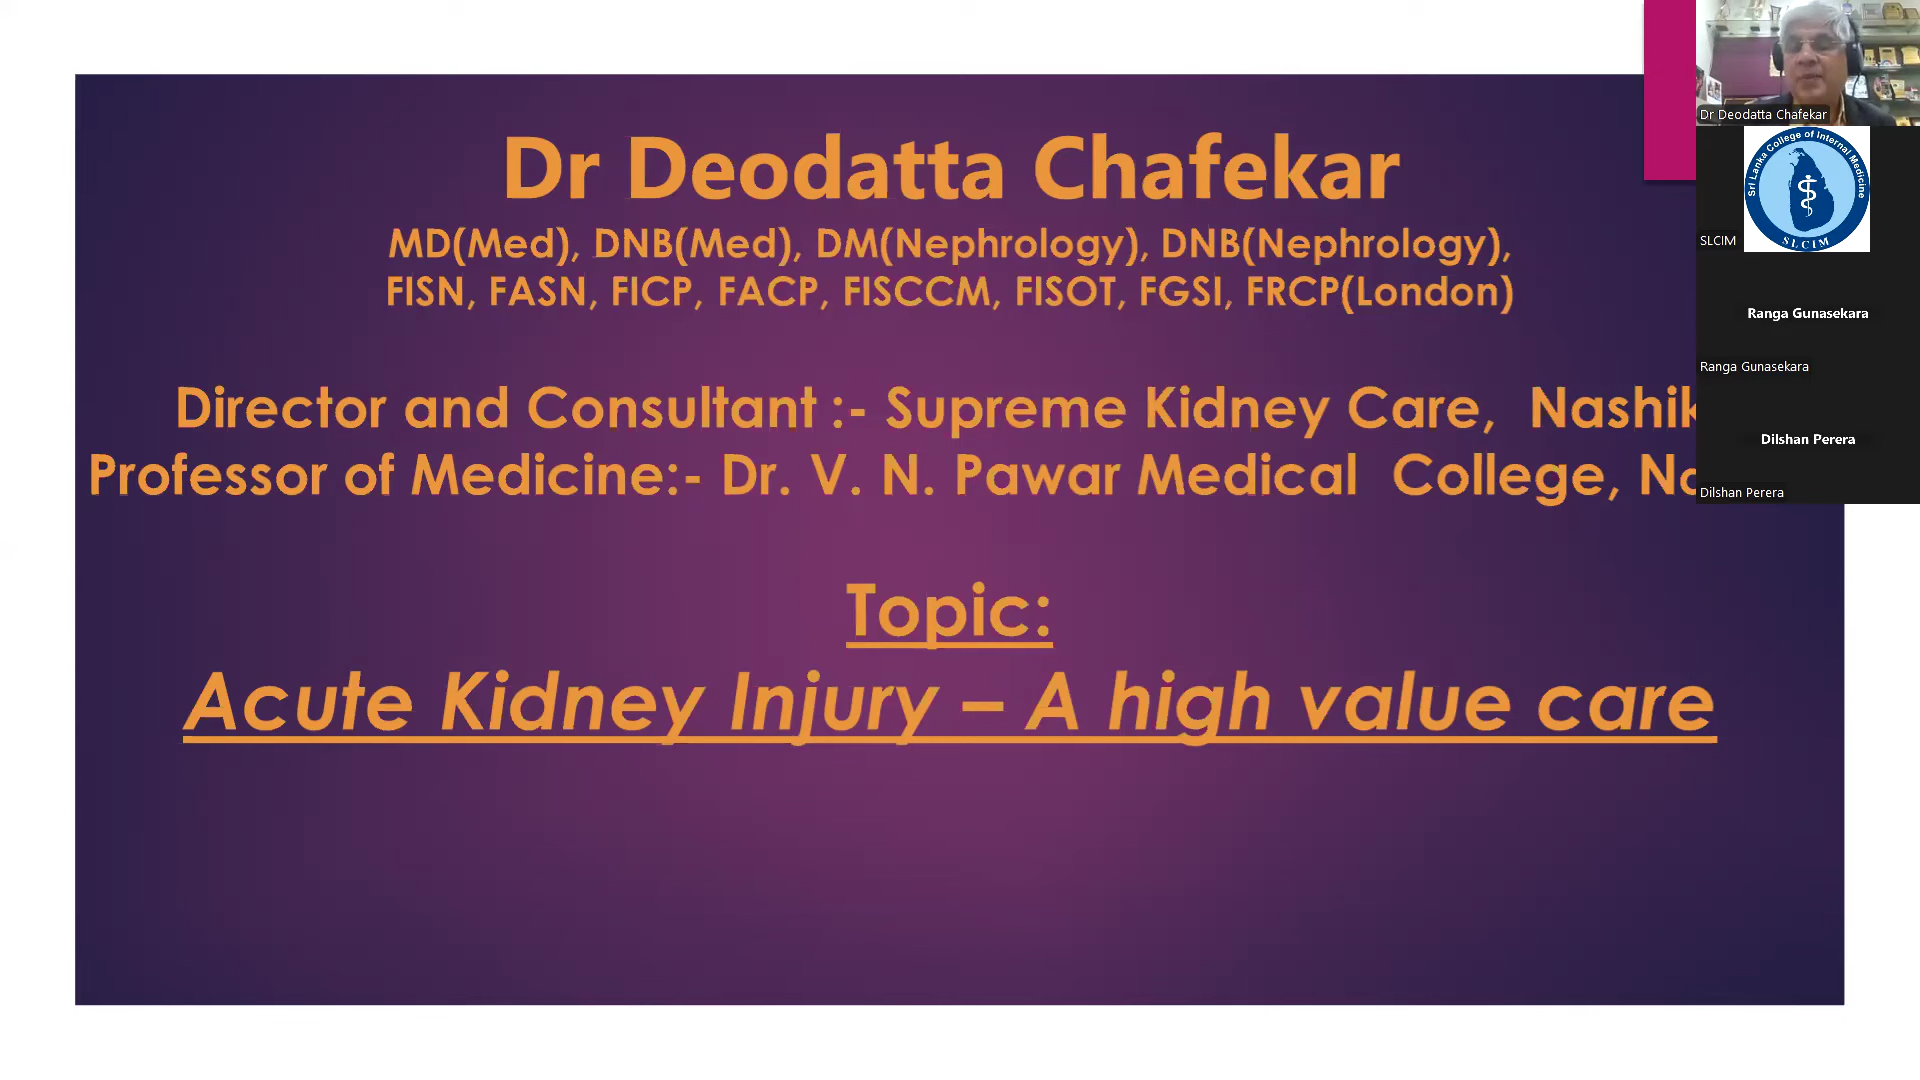 Dr Deodatta Chafekar
MD(Med), DNB(Med), DM(Nephrology), DNB(Nephrology),
FISN, FASN, FICP, FACP, FISCCM, FISOT, FGSI, FRCP(London)
Director and Consultant :- Supreme Kidney Care, Nashik
Professor of Medicine:- Dr. V. N. Pawar Medical College,
Topic:
Acute Kidney Injury – A high value care
Dr Deodatta Chafekar
Sri Lanka College of Internal Medicine
SLCIM
SLCIM
Ranga Gunasekara
Ranga Gunasekara
Dilshan Perera
Dilshan Perera